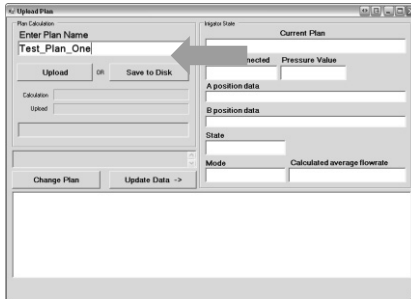 Upload Plan
Plan Calculation
Enter Plan Name
Test_Plan_One
Upload OR Save to Disk
Calculation
Upload
Change Plan Update Data ->
Irrigator State
Current Plan
nected Pressure Value
A position data
B position data
State
Mode Calculated average flowrate